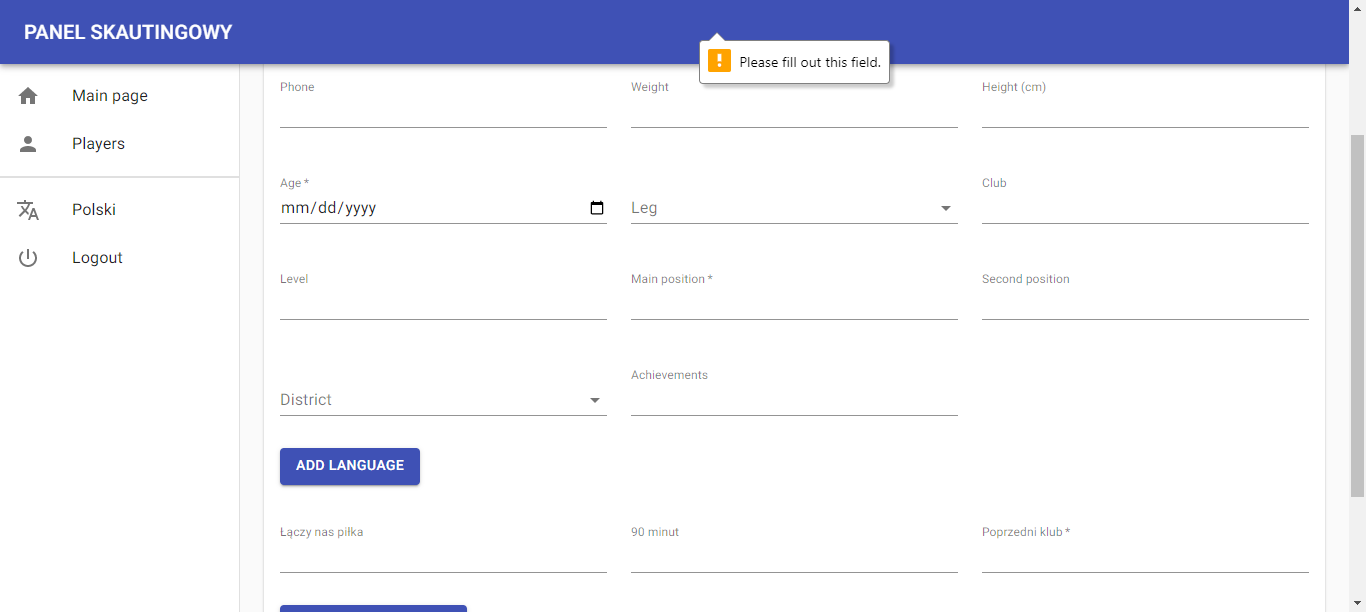 PANEL SKAUTINGOWY
Please fill out this field.
Main page
Players
Polski
Logout
Phone
Weight
Height (cm)
Age *
mm/dd/yyyy
Leg
Club
Level
Main position *
Second position
District
Achievements
ADD LANGUAGE
Łączy nas piłka
90 minut
Poprzedni klub *